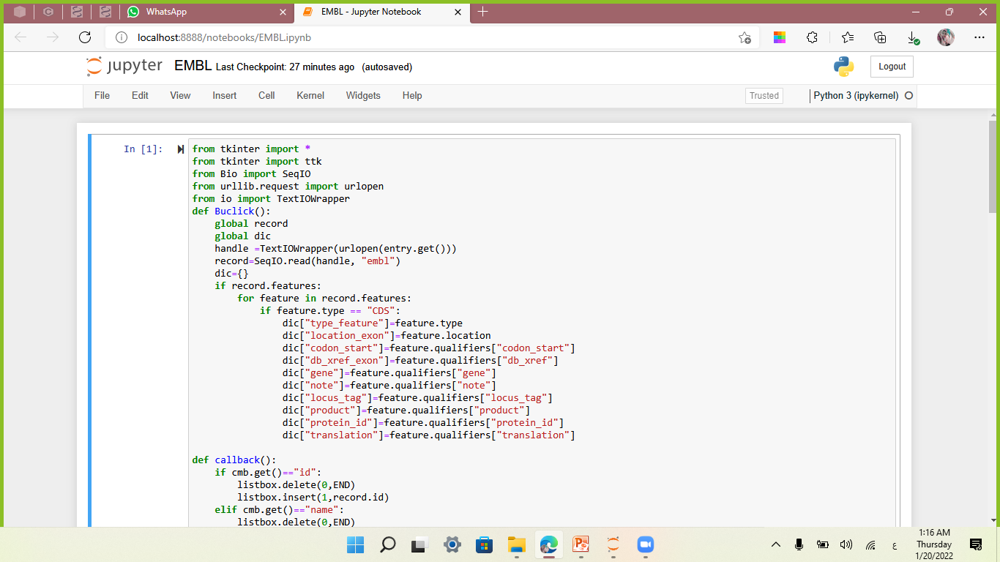 WhatsApp
EMBL - Jupyter Notebook
localhost:8888/notebooks/EMBL.ipynb
jupyter EMBL Last Checkpoint: 27 minutes ago (autosaved)
Logout
File Edit View Insert Cell Kernel Widgets Help
Trusted
Python 3 (ipykernel)
In [1]:
from tkinter import *
from tkinter import ttk
from Bio import SeqIO
from urllib.request import urlopen
from io import TextIOWrapper
def Buclick():
    global record
    global dic
    handle =TextIOWrapper(urlopen(entry.get()))
    record=SeqIO.read(handle, "embl")
    dic={}
    if record.features:
        for feature in record.features:
            if feature.type == "CDS":
                dic["type_feature"]=feature.type
                dic["location_exon"]=feature.location
                dic["codon_start"]=feature.qualifiers["codon_start"]
                dic["db_xref_exon"]=feature.qualifiers["db_xref"]
                dic["gene"]=feature.qualifiers["gene"]
                dic["note"]=feature.qualifiers["note"]
                dic["locus_tag"]=feature.qualifiers["locus_tag"]
                dic["product"]=feature.qualifiers["product"]
                dic["protein_id"]=feature.qualifiers["protein_id"]
                dic["translation"]=feature.qualifiers["translation"]
def callback():
    if cmb.get()=="id":
        listbox.delete(0,END)
        listbox.insert(1,record.id)
    elif cmb.get()=="name":
        listbox.delete(0,END)
ع
1:16 AM
Thursday
1/20/2022